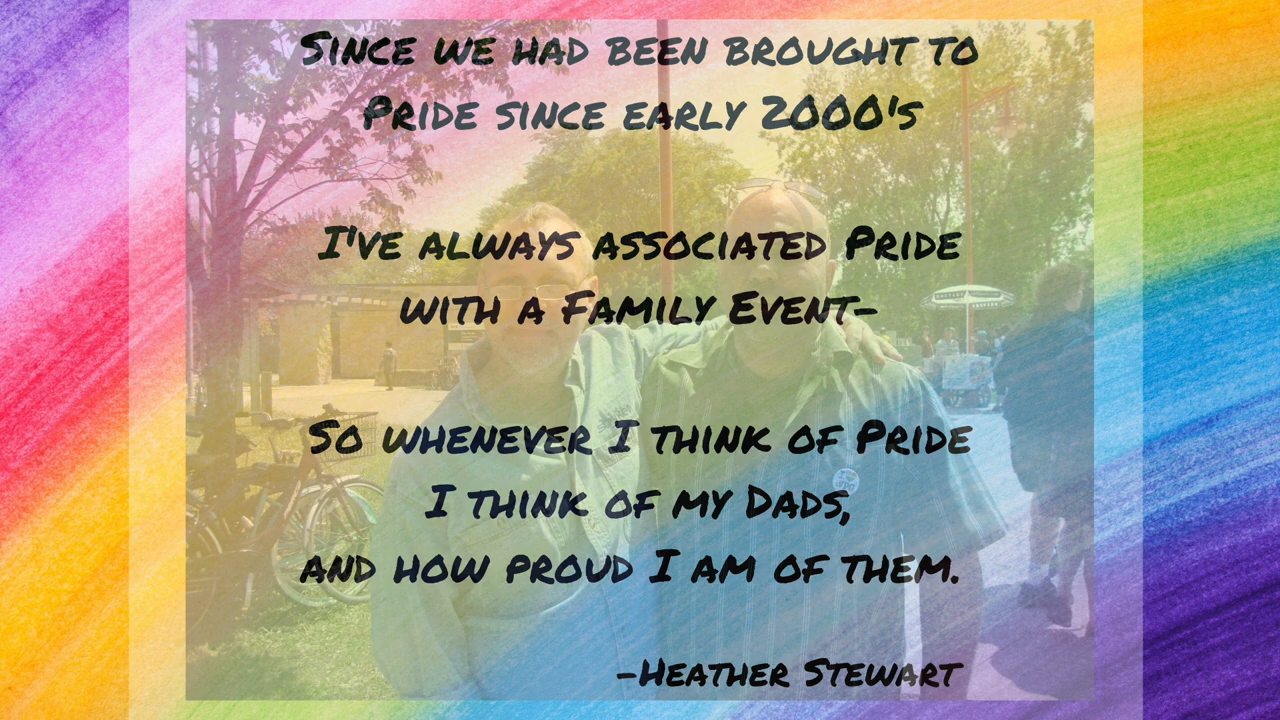 Since we had been brought to
Pride since early 2000's
I've always associated Pride
with a Family Event-
So whenever I think of Pride
I think of my Dads,
and how proud I am of them.
-Heather Stewart